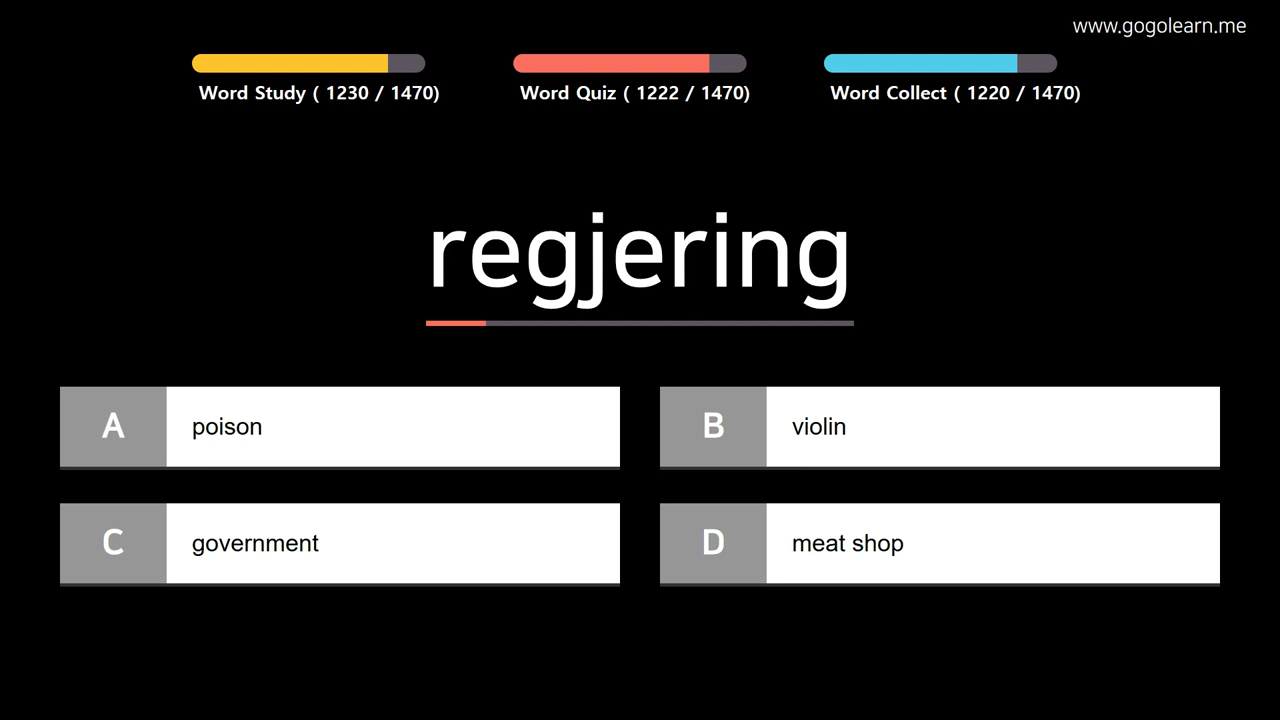 www.gogolearn.me
Word Study ( 1230 / 1470)
Word Quiz ( 1222 / 1470)
Word Collect ( 1220 / 1470)
regjering
A poison
B violin
C government
D meat shop